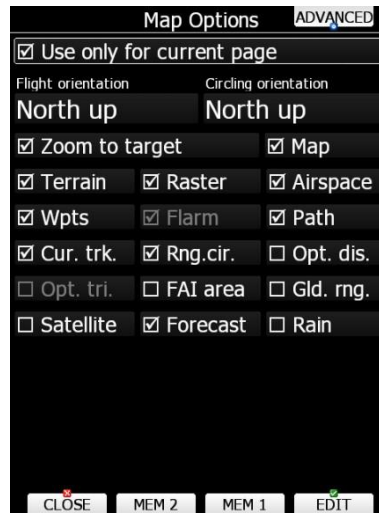 Map Options
ADVANCED
Use only for current page
Flight orientation
Circling orientation
North up
North up
Zoom to target
Map
Terrain
Raster
Airspace
Wpts
Flarm
Path
Cur. trk.
Rng.cir.
Opt. dis.
Opt. tri.
FAI area
Gld. rng.
Satellite
Forecast
Rain
CLOSE
MEM 2
MEM 1
EDIT